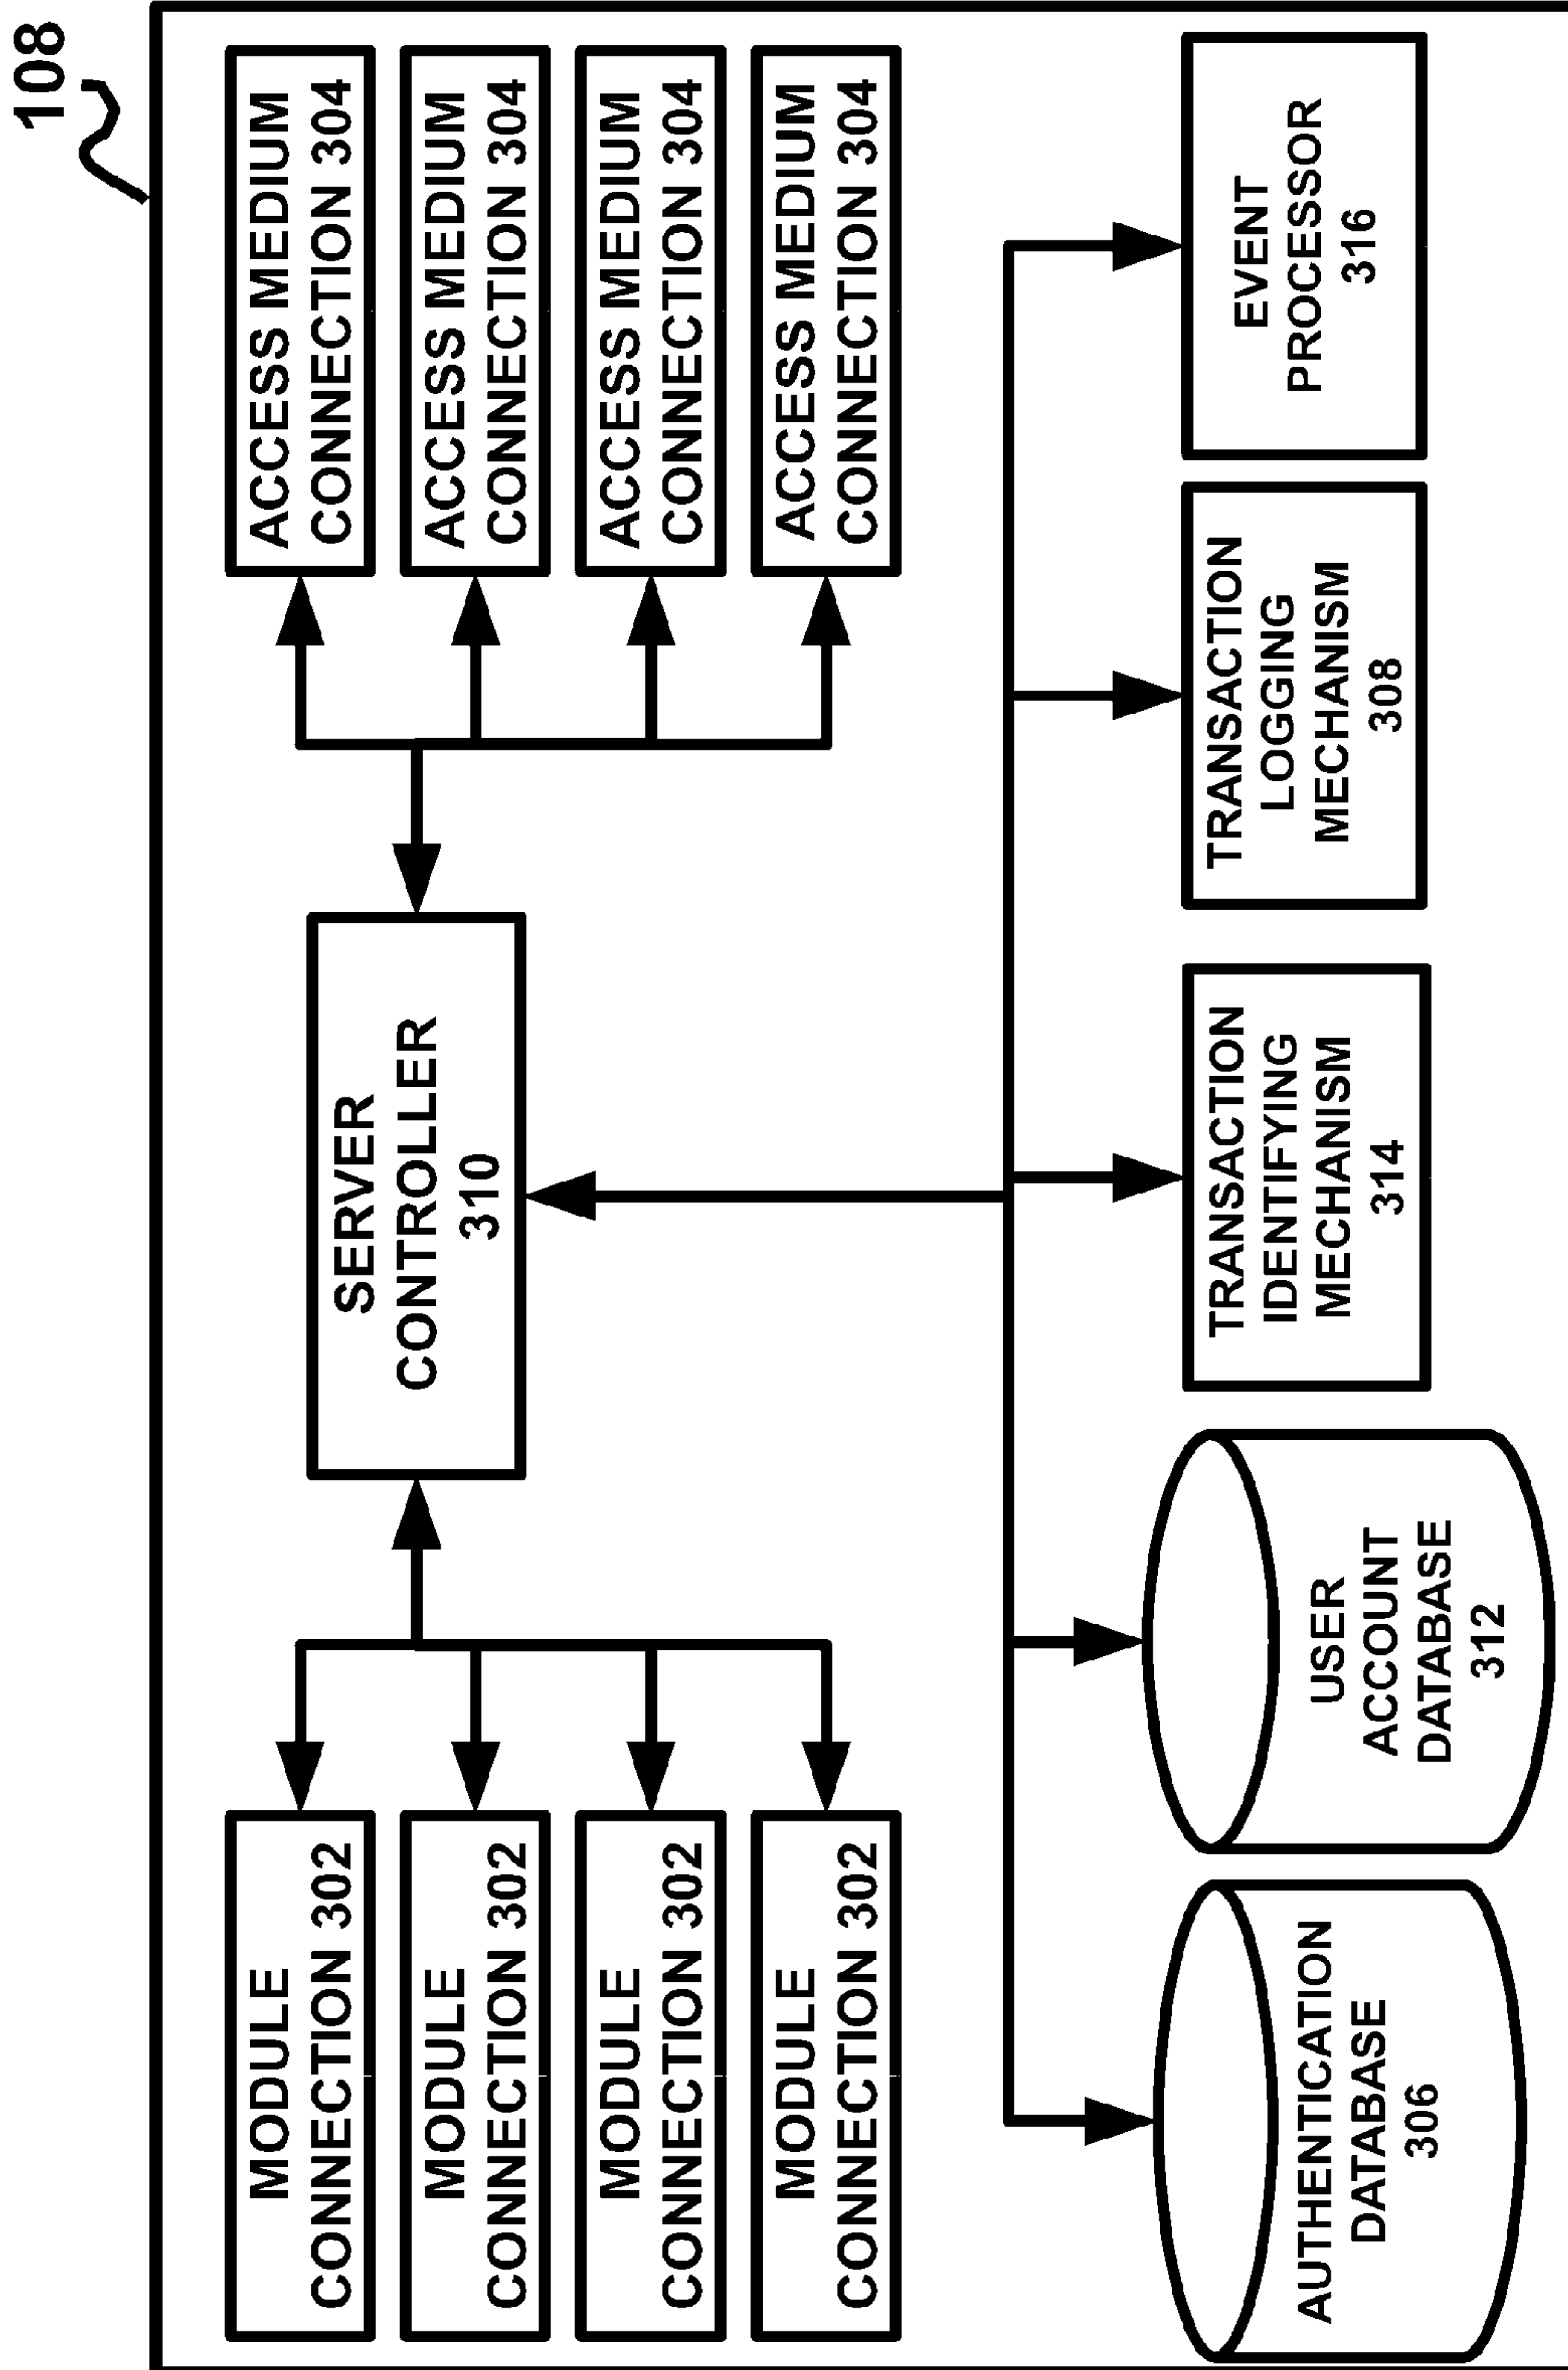 108
MODULE
CONNECTION 302
MODULE
CONNECTION 302
MODULE
CONNECTION 302
MODULE
CONNECTION 302
SERVER
CONTROLLER
310
ACCESS MEDIUM
CONNECTION 304
ACCESS MEDIUM
CONNECTION 304
ACCESS MEDIUM
CONNECTION 304
ACCESS MEDIUM
CONNECTION 304
AUTHENTICATION
DATABASE
306
USER
ACCOUNT
DATABASE
312
TRANSACTION
IDENTIFYING
MECHANISM
314
TRANSACTION
LOGGING
MECHANISM
308
EVENT
PROCESSOR
316